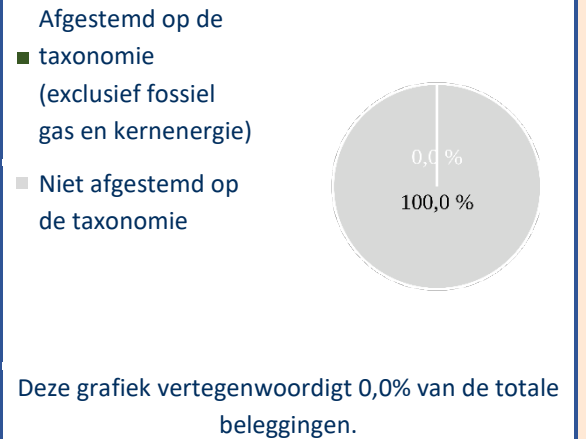 Afgestemd op de
taxonomie
(exclusief fossiel
gas en kernenergie)
Niet afgestemd op
de taxonomie
0,0 %
100,0 %
Deze grafiek vertegenwoordigt 0,0% van de totale
beleggingen.